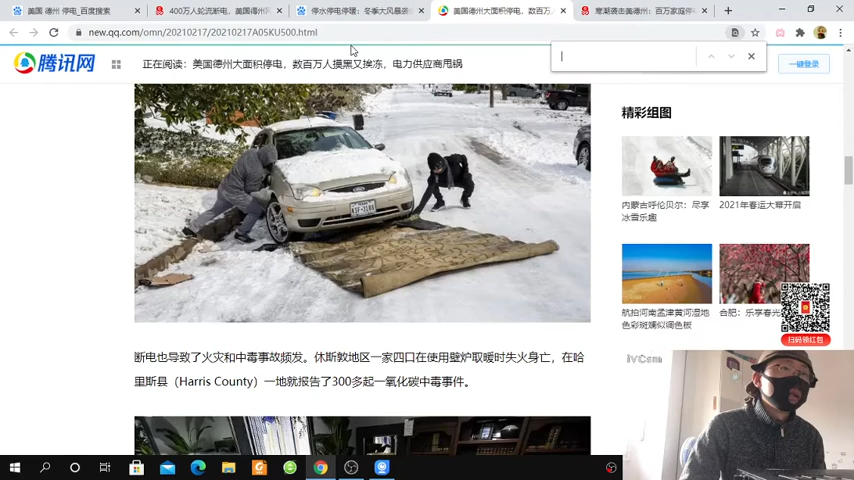 美国 德州 停电_百度搜索
400万人轮流断电，美国得州
停水停电停暖：冬季大风暴袭
美国德州大面积停电，数百万人
寒潮袭击美德州：百万家庭停
new.qq.com/omn/20210217/20210217A05KU500.html
腾讯网
正在阅读：美国德州大面积停电，数百万人摸黑又挨冻，电力供应商甩锅
一键登录
精彩组图
内蒙古呼伦贝尔：尽享
冰雪乐趣
2021年春运大幕开启
航拍河南孟津黄河湿地
色彩斑斓似调色板
合肥：乐享春光
扫码领红包
断电也导致了火灾和中毒事故频发。休斯敦地区一家四口在使用壁炉取暖时失火身亡，在哈
里斯县（Harris County）一地就报告了300多起一氧化碳中毒事件。
iVCam